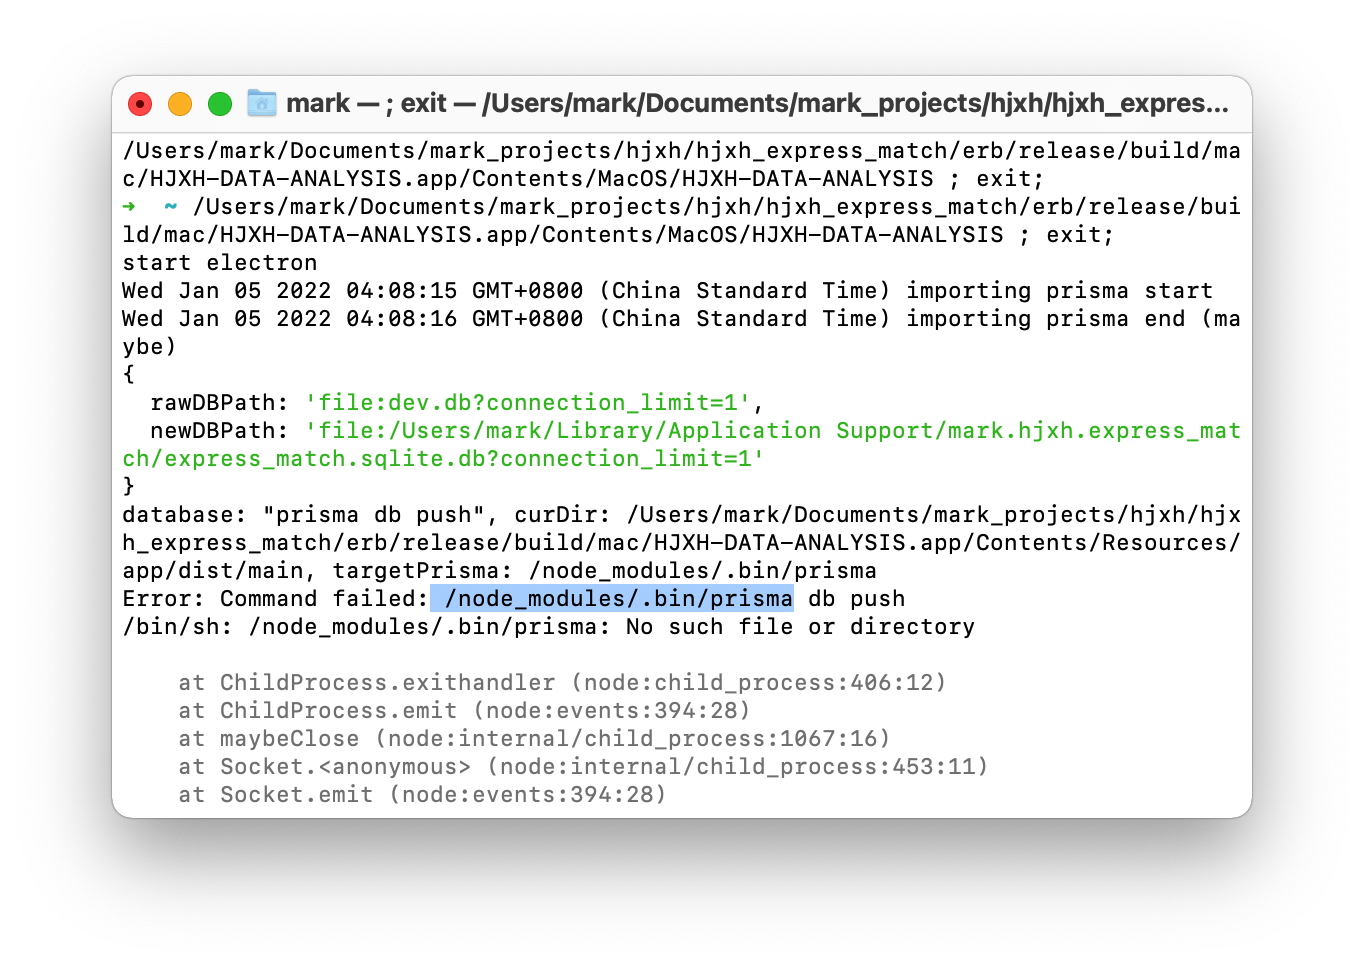 mark — ; exit — /Users/mark/Documents/mark_projects/hjxh/hjxh_expres...
/Users/mark/Documents/mark_projects/hjxh/hjxh_express_match/erb/release/build/ma
c/HJXH-DATA-ANALYSIS.app/Contents/MacOS/HJXH-DATA-ANALYSIS ; exit;
➜  ~ /Users/mark/Documents/mark_projects/hjxh/hjxh_express_match/erb/release/bui
ld/mac/HJXH-DATA-ANALYSIS.app/Contents/MacOS/HJXH-DATA-ANALYSIS ; exit;
start electron
Wed Jan 05 2022 04:08:15 GMT+0800 (China Standard Time) importing prisma start
Wed Jan 05 2022 04:08:16 GMT+0800 (China Standard Time) importing prisma end (ma
ybe)
{
  rawDBPath: 'file:dev.db?connection_limit=1',
  newDBPath: 'file:/Users/mark/Library/Application Support/mark.hjxh.express_mat
ch/express_match.sqlite.db?connection_limit=1'
}
database: "prisma db push", curDir: /Users/mark/Documents/mark_projects/hjxh/hjx
h_express_match/erb/release/build/mac/HJXH-DATA-ANALYSIS.app/Contents/Resources/
app/dist/main, targetPrisma: /node_modules/.bin/prisma
Error: Command failed: /node_modules/.bin/prisma db push
/bin/sh: /node_modules/.bin/prisma: No such file or directory
    at ChildProcess.exithandler (node:child_process:406:12)
    at ChildProcess.emit (node:events:394:28)
    at maybeClose (node:internal/child_process:1067:16)
    at Socket.<anonymous> (node:internal/child_process:453:11)
    at Socket.emit (node:events:394:28)